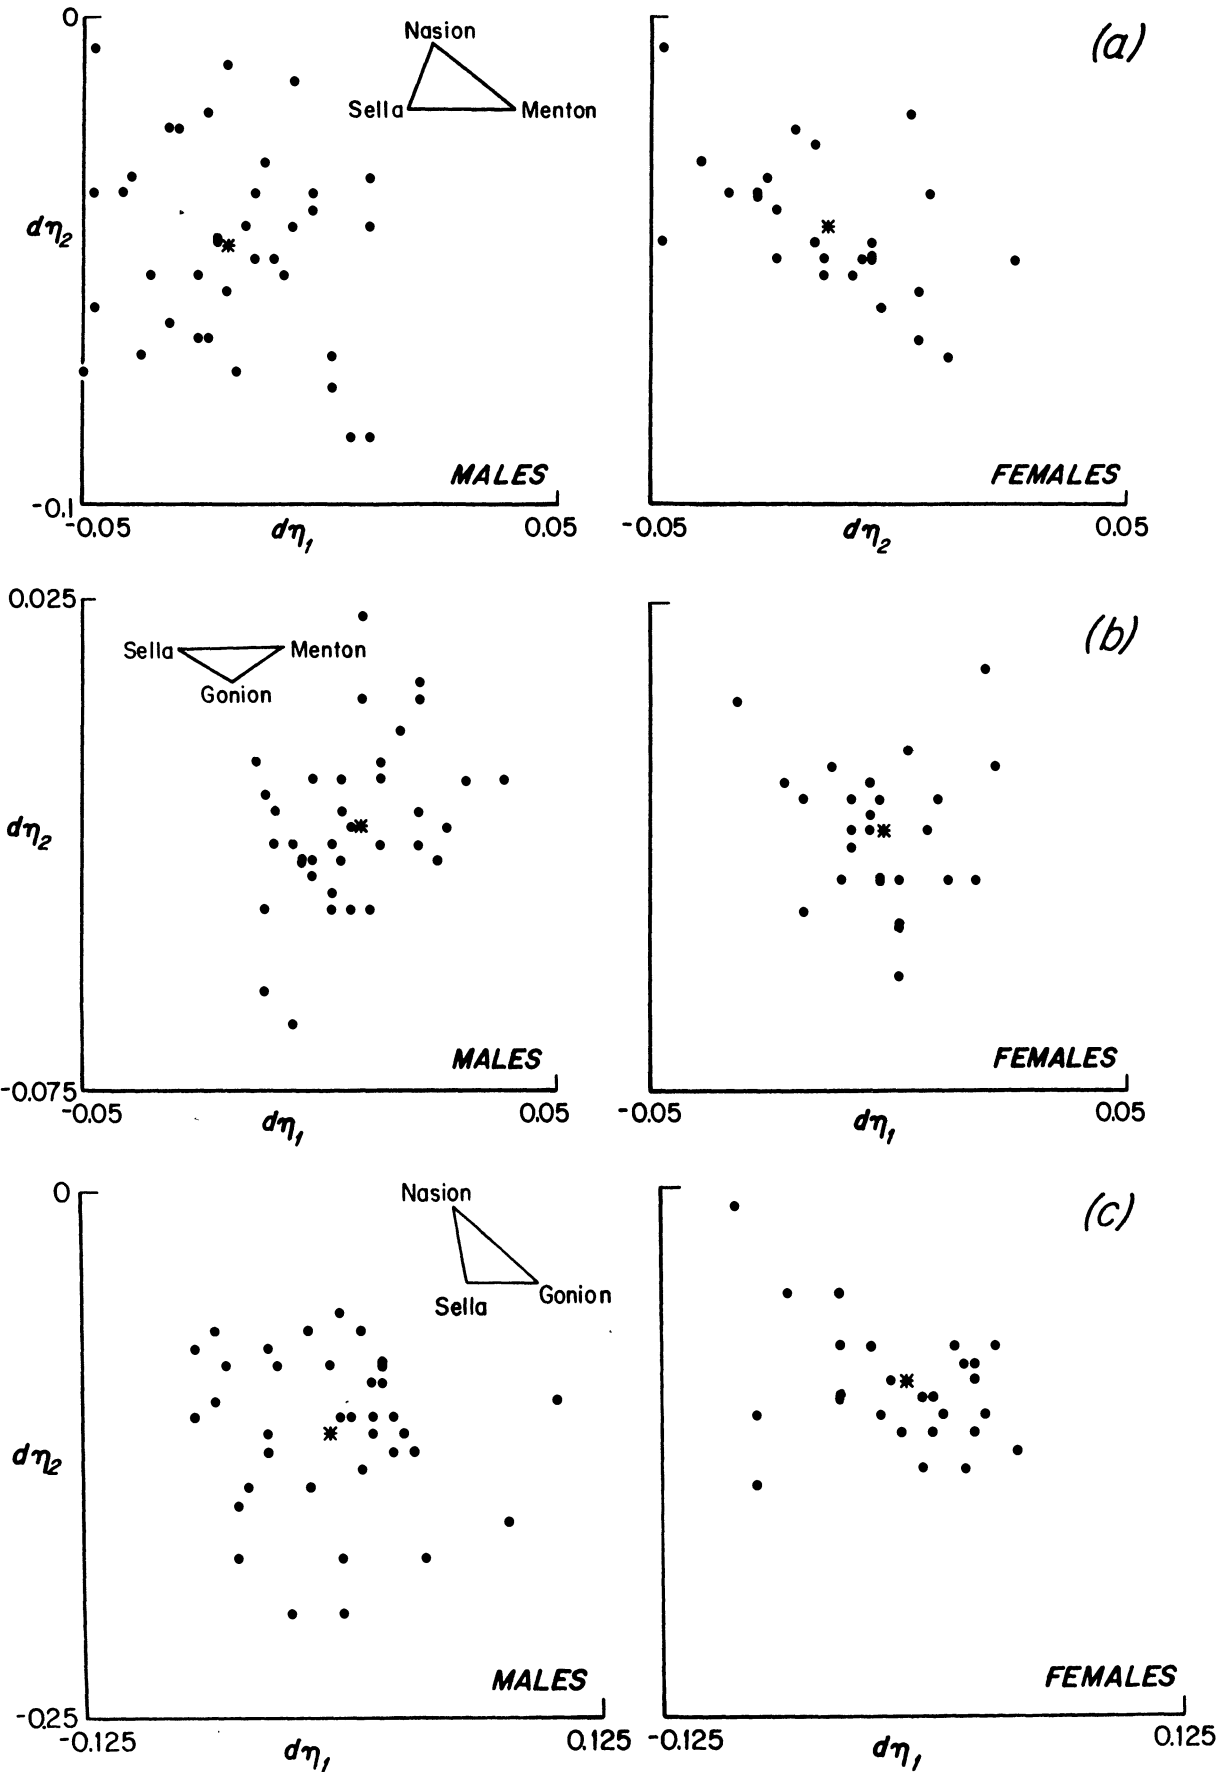 0
Nasion
(a)
Sella
Menton
dη₂
MALES
FEMALES
-0.1
-0.05
dη₁
0.05
-0.05
dη₂
0.05
0.025
Sella
Menton
Gonion
(b)
dη₂
MALES
FEMALES
-0.075
-0.05
dη₁
0.05
-0.05
dη₁
0.05
0
Nasion
(c)
Sella
Gonion
dη₂
MALES
FEMALES
-0.25
-0.125
dη₁
0.125
-0.125
dη₁
0.125